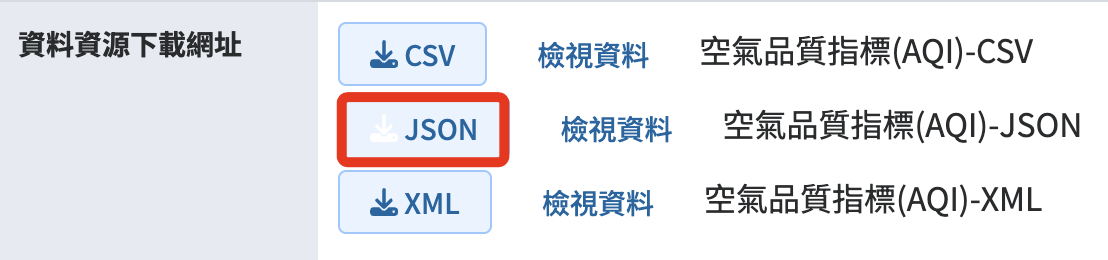 資料資源下載網址
CSV 檢視資料 空氣品質指標(AQI)-CSV
JSON 檢視資料 空氣品質指標(AQI)-JSON
XML 檢視資料 空氣品質指標(AQI)-XML